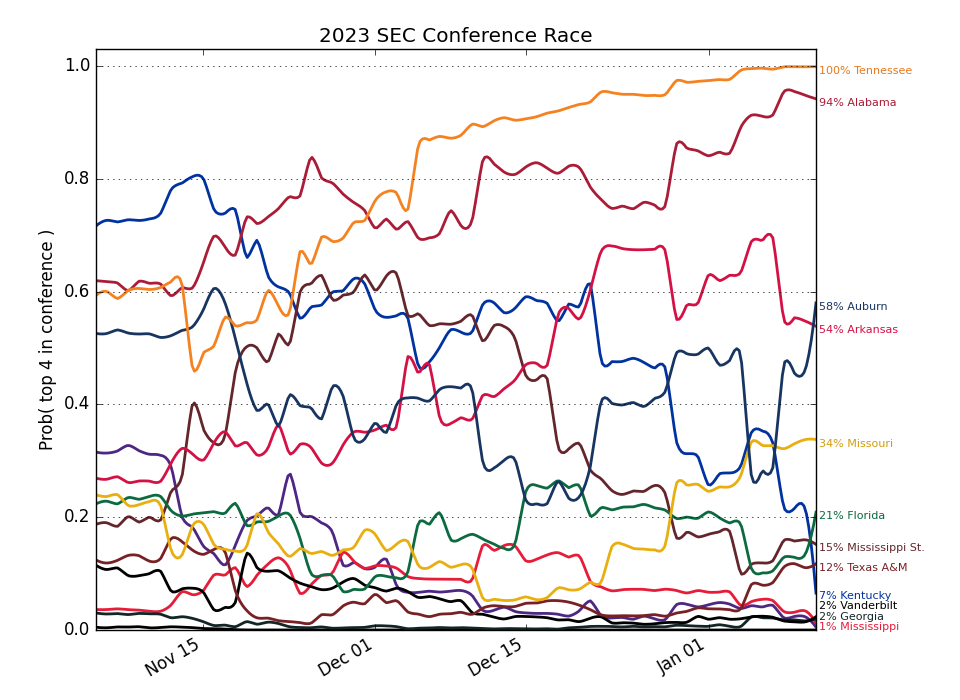 2023 SEC Conference Race
Prob( top 4 in conference )
1.0
0.8
0.6
0.4
0.2
0.0
Nov 15
Dec 01
Dec 15
Jan 01
100% Tennessee
94% Alabama
58% Auburn
54% Arkansas
34% Missouri
21% Florida
15% Mississippi St.
12% Texas A&M
7% Kentucky
2% Vanderbilt
2% Georgia
1% Mississippi